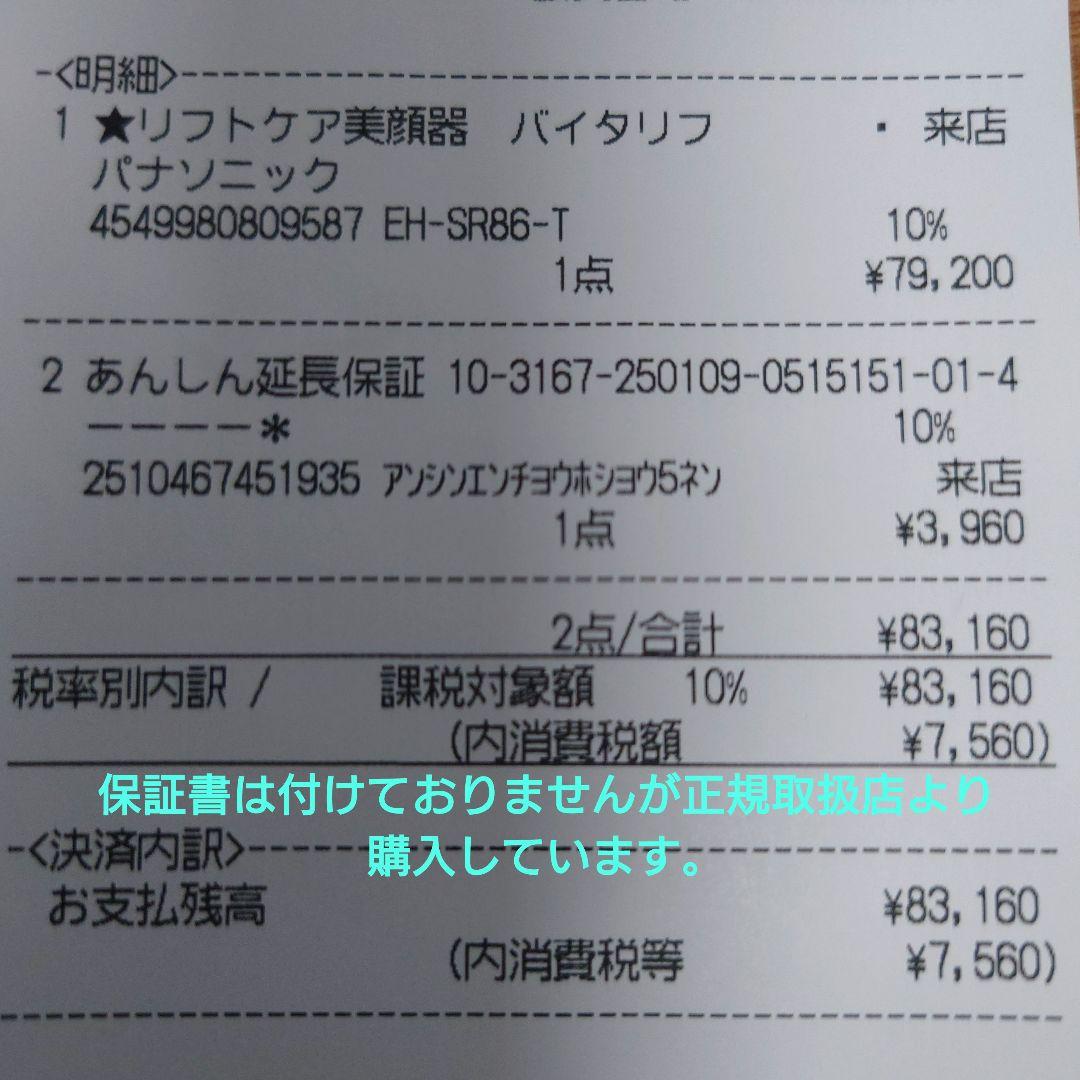 -<明細>--------------------------------
1 ★リフトケア美顔器　バイタリフ ・ 来店
パナソニック
4549980809587 EH-SR86-T 10%
1点 ¥79,200
2 あんしん延長保証 10-3167-250109-0515151-01-4
ーーーー* 10%
2510467451935 ｱﾝｼﾝｴﾝﾁｮｳﾎｼｮｳ5ﾈﾝ 来店
1点 ¥3,960
2点/合計 ¥83,160
税率別内訳 / 課税対象額 10% ¥83,160
(内消費税額 ¥7,560)
保証書は付けておりませんが正規取扱店より
-<決済内訳>--------------------------------
購入しています。
お支払残高 ¥83,160
(内消費税等 ¥7,560)